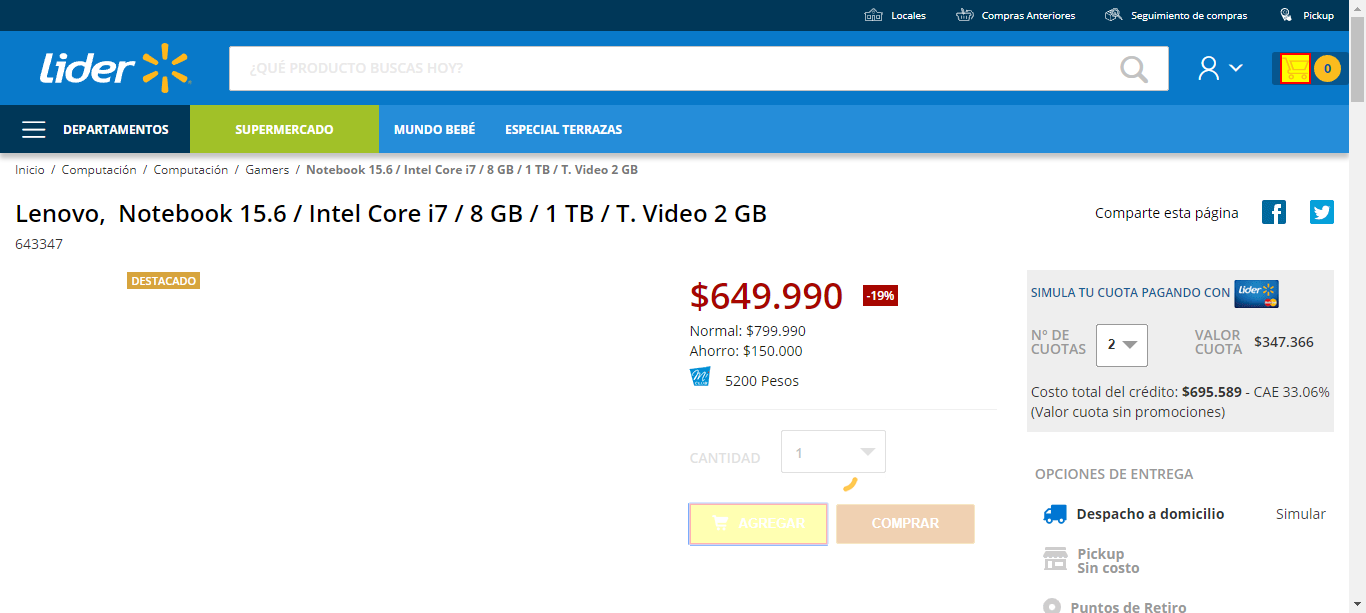 Locales Compras Anteriores Seguimiento de compras Pickup
Lider ¿QUÉ PRODUCTO BUSCAS HOY? 0
DEPARTAMENTOS SUPERMERCADO MUNDO BEBÉ ESPECIAL TERRAZAS
Inicio / Computación / Computación / Gamers / Notebook 15.6 / Intel Core i7 / 8 GB / 1 TB / T. Video 2 GB
Lenovo, Notebook 15.6 / Intel Core i7 / 8 GB / 1 TB / T. Video 2 GB
Comparte esta página
643347
DESTACADO
$649.990 -19%
Normal: $799.990
Ahorro: $150.000
5200 Pesos
CANTIDAD 1
AGREGAR COMPRAR
SIMULA TU CUOTA PAGANDO CON Lider
N° DE CUOTAS 2 VALOR CUOTA $347.366
Costo total del crédito: $695.589 - CAE 33.06%
(Valor cuota sin promociones)
OPCIONES DE ENTREGA
Despacho a domicilio Simular
Pickup
Sin costo
Puntos de Retiro